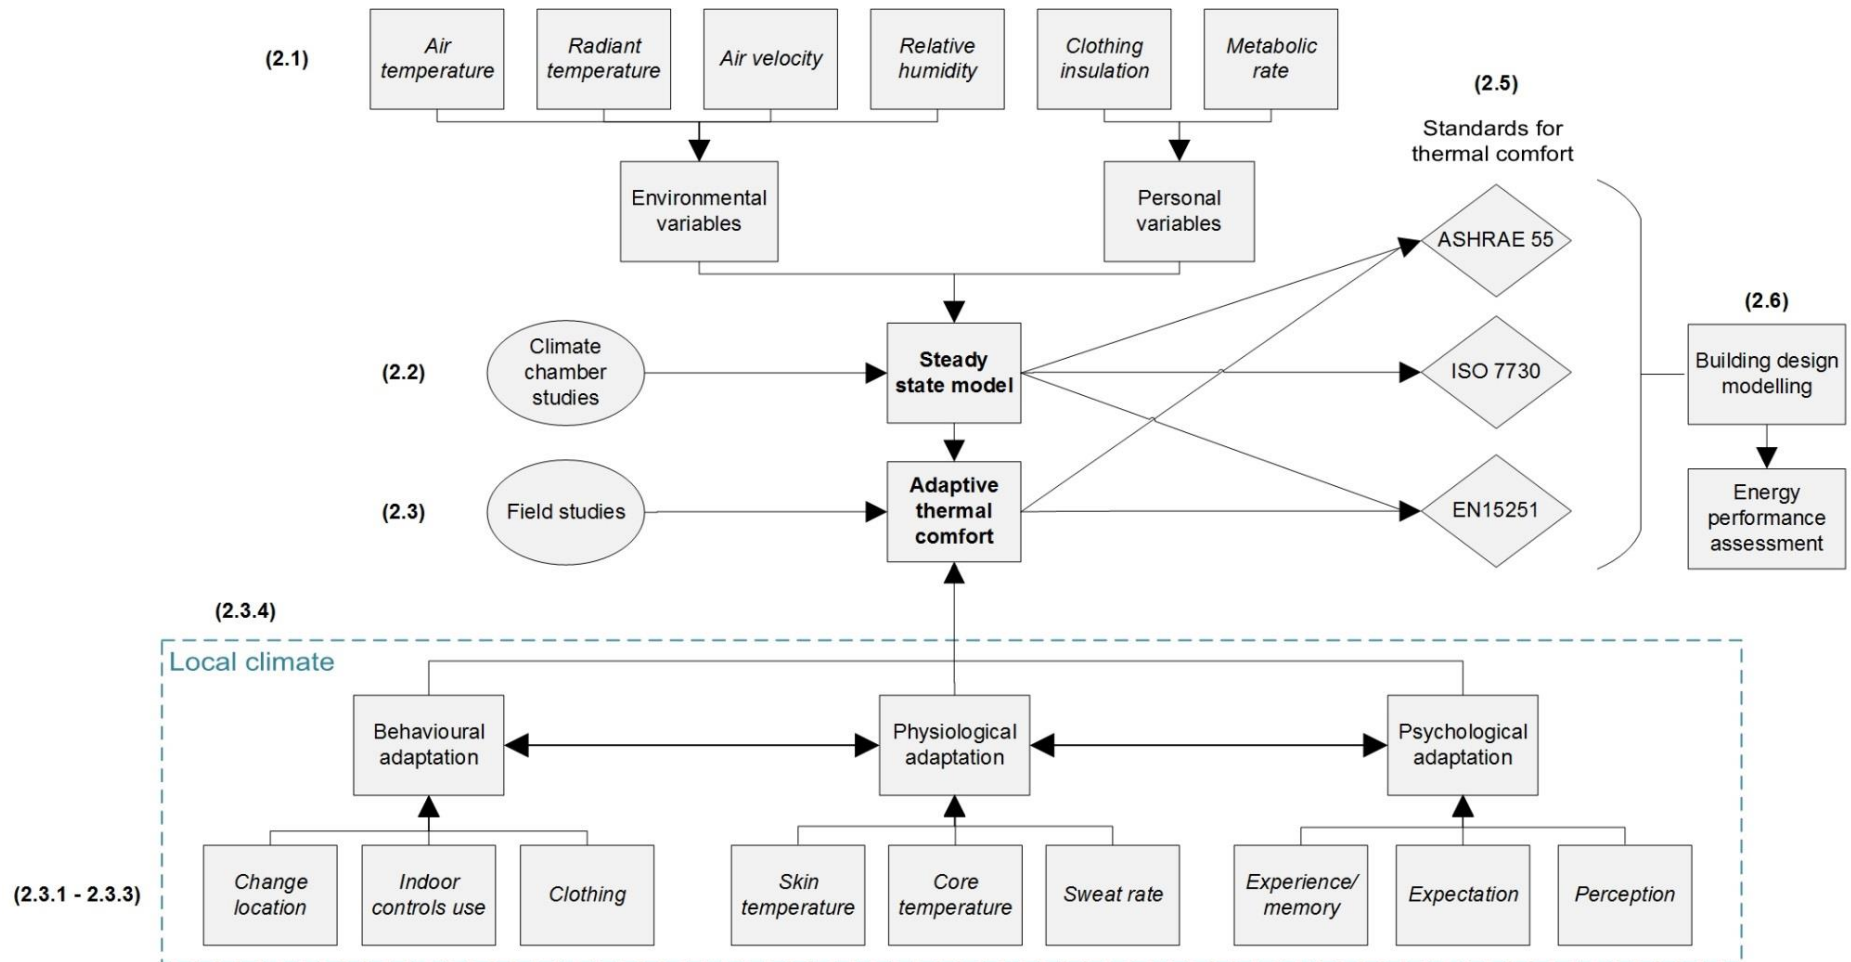 (2.1)
Air
temperature
Radiant
temperature
Air velocity
Relative
humidity
Clothing
insulation
Metabolic
rate
(2.5)
Standards for
thermal comfort
Environmental
variables
Personal
variables
ASHRAE 55
(2.2)
Climate
chamber
studies
Steady
state model
ISO 7730
(2.6)
Building design
modelling
(2.3)
Field studies
Adaptive
thermal
comfort
EN15251
Energy
performance
assessment
(2.3.4)
Local climate
Behavioural
adaptation
Physiological
adaptation
Psychological
adaptation
(2.3.1 - 2.3.3)
Change
location
Indoor
controls use
Clothing
Skin
temperature
Core
temperature
Sweat rate
Experience/
memory
Expectation
Perception